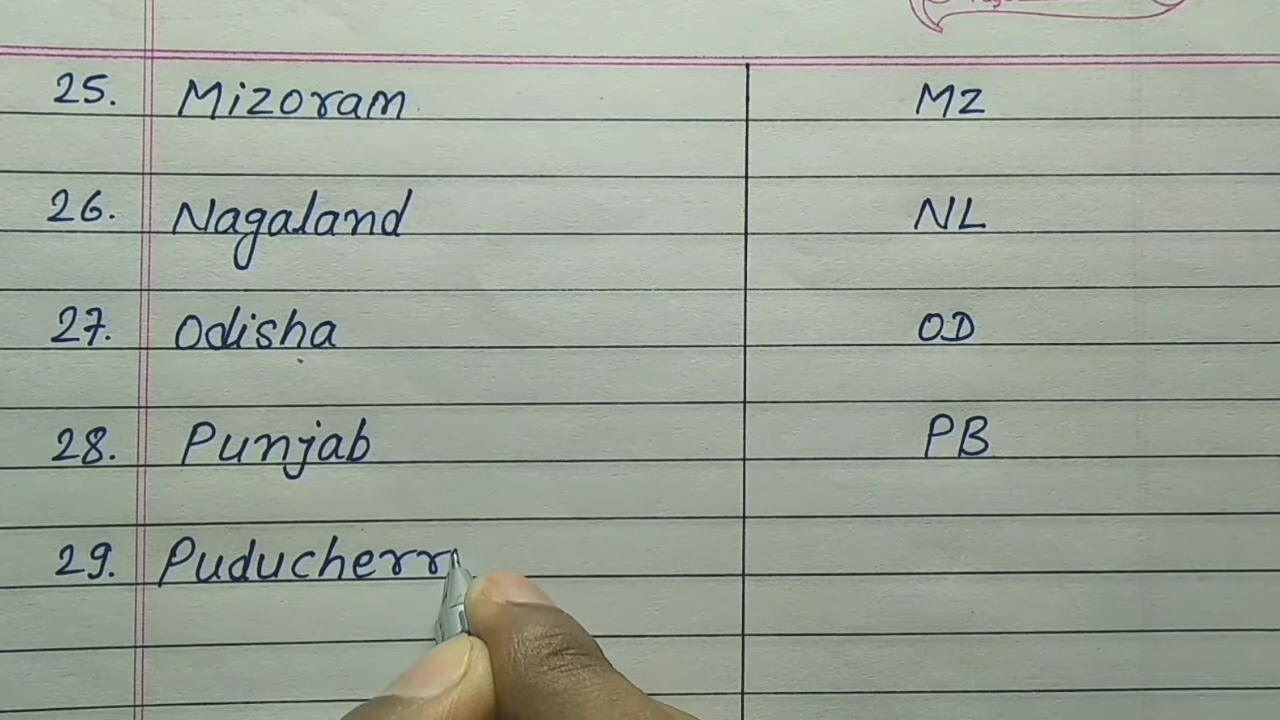 25. Mizoram MZ
26. Nagaland NL
27. Odisha OD
28. Punjab PB
29. Puducherr